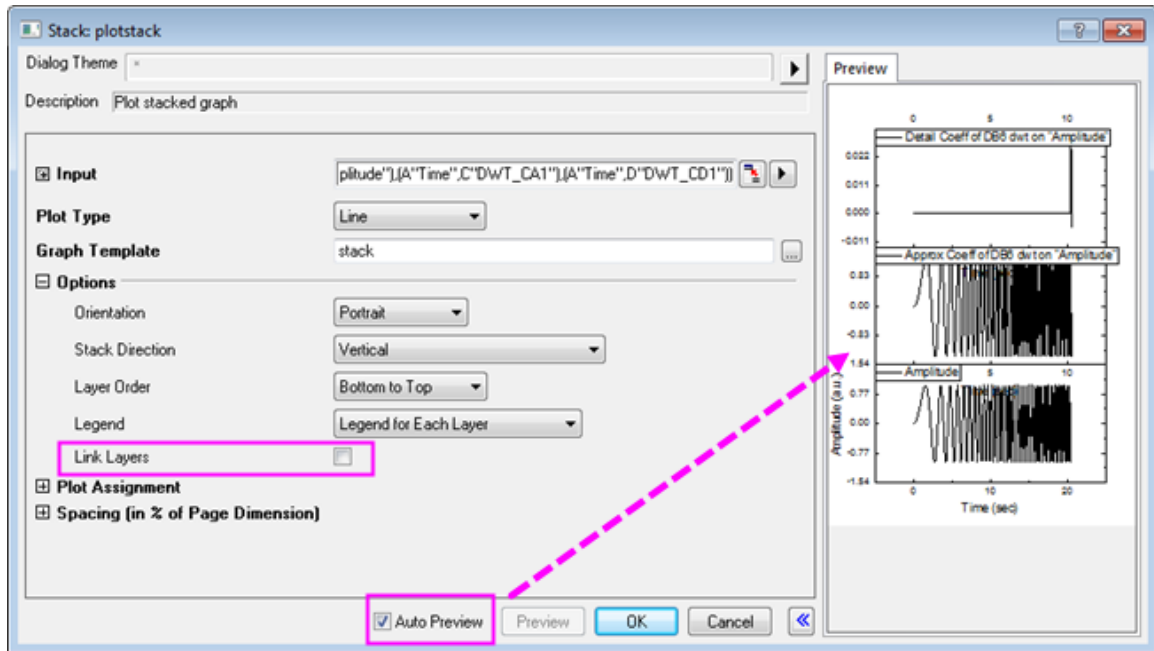 Stack: plotstack
Dialog Theme *
Description Plot stacked graph
Input plitude"),(A"Time",C"DWT_CA1"),(A"Time",D"DWT_CD1"))
Plot Type Line
Graph Template stack ...
Options
Orientation Portrait
Stack Direction Vertical
Layer Order Bottom to Top
Legend Legend for Each Layer
Link Layers
Plot Assignment
Spacing (in % of Page Dimension)
Auto Preview Preview OK Cancel
Preview
0 5 10
Detail Coeff of DB6 dwt on "Amplitude"
0.022
0.011
0.000
-0.011
Approx Coeff of DB6 dwt on "Amplitude"
0.83
0.00
-0.83
0 5 10
1.54
Amplitude
0.77
0.00
-0.77
-1.54
Amplitude (a.u.)
0 10 20
Time (sec)